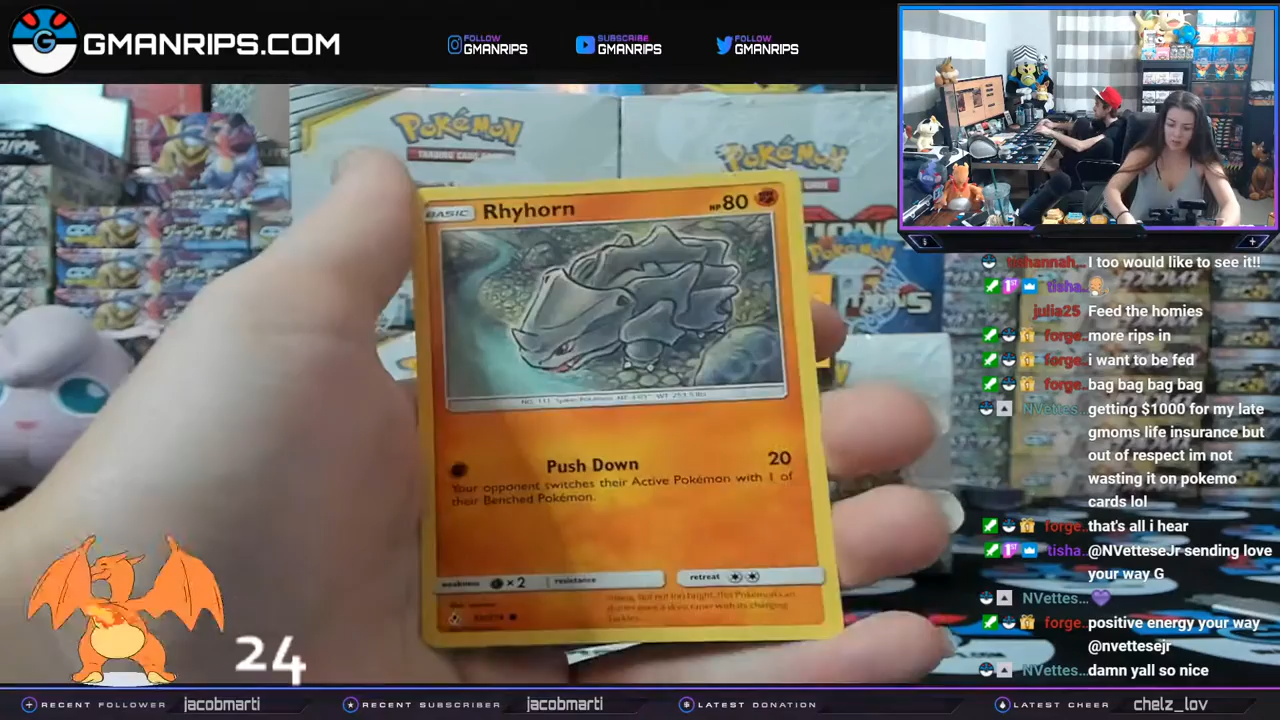 GMANRIPS.COM
FOLLOW
GMANRIPS
SUBSCRIBE
GMANRIPS
FOLLOW
GMANRIPS
POKÉMON
TRADING CARD GAME
POKÉMON
BASIC
Rhyhorn
HP 80
Push Down
20
Your opponent switches their Active Pokémon with 1 of
their Benched Pokémon.
weakness
×2
resistance
retreat
24
I too would like to see it!!
tisha..
julia25 Feed the homies
forge.. more rips in
forge.. i want to be fed
forge.. bag bag bag bag
NVettes... getting $1000 for my late
gmoms life insurance but
out of respect im not
wasting it on pokemo
cards lol
forge.. that's all i hear
1ST tisha.. @NVetteseJr sending love
your way G
NVettes...
forge.. positive energy your way
@nvettesejr
NVettes... damn yall so nice
RECENT FOLLOWER jacobmarti
RECENT SUBSCRIBER jacobmarti
LATEST DONATION
LATEST CHEER chelz_lov